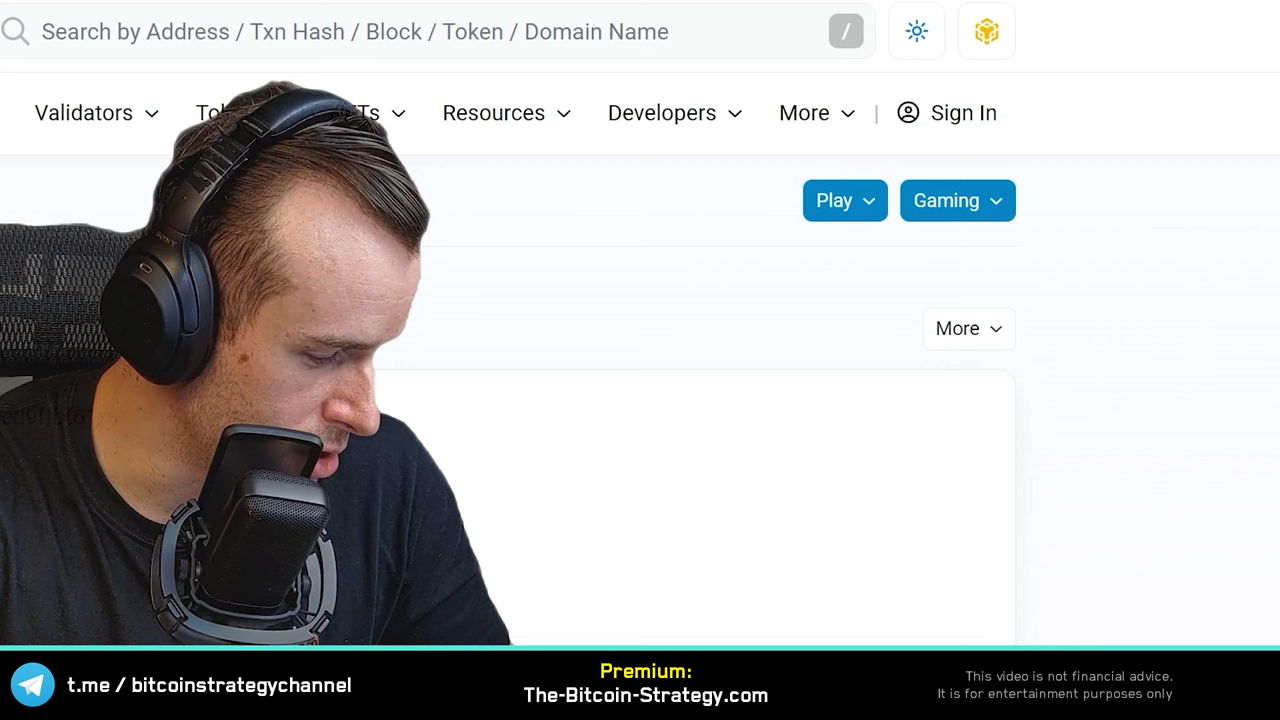 Search by Address / Txn Hash / Block / Token / Domain Name /
Validators Resources Developers More | Sign In
Play Gaming
SONY
More
t.me / bitcoinstrategychannel
Premium:
The-Bitcoin-Strategy.com
This video is not financial advice.
It is for entertainment purposes only